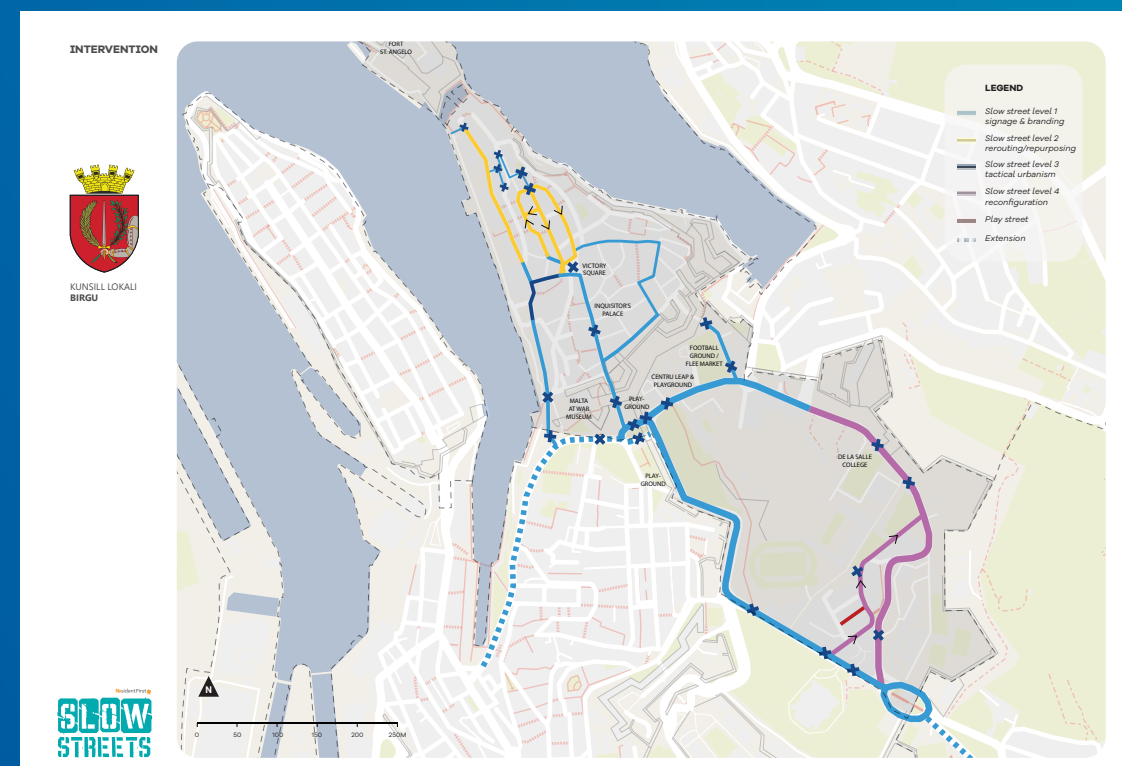 INTERVENTION
KUNSILL LOKALI
BIRGU
FORT
ST. ANGELO
LEGEND
Slow street level 1
signage & branding
Slow street level 2
rerouting/repurposing
Slow street level 3
tactical urbanism
Slow street level 4
reconfiguration
Play street
Extension
VICTORY
SQUARE
INQUISITOR'S
PALACE
FOOTBALL
GROUND /
FLEE MARKET
CENTRU LEAP &
PLAYGROUND
MALTA
AT WAR
MUSEUM
PLAY-
GROUND
DE LA SALLE
COLLEGE
PLAY-
GROUND
N
0 50 100 150 200 250M
ResidentFirst
SLOW
STREETS